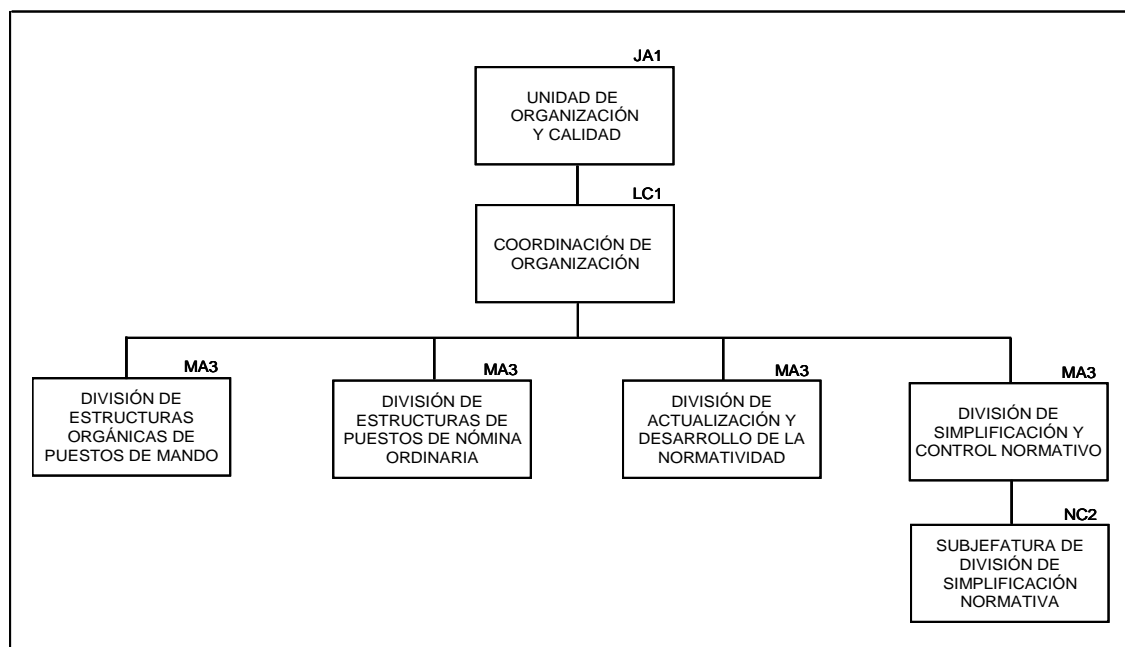 JA1
UNIDAD DE
ORGANIZACIÓN
Y CALIDAD
LC1
COORDINACIÓN DE
ORGANIZACIÓN
MA3
DIVISIÓN DE
ESTRUCTURAS
ORGÁNICAS DE
PUESTOS DE MANDO
MA3
DIVISIÓN DE
ESTRUCTURAS DE
PUESTOS DE NÓMINA
ORDINARIA
MA3
DIVISIÓN DE
ACTUALIZACIÓN Y
DESARROLLO DE LA
NORMATIVIDAD
MA3
DIVISIÓN DE
SIMPLIFICACIÓN Y
CONTROL NORMATIVO
NC2
SUBJEFATURA DE
DIVISIÓN DE
SIMPLIFICACIÓN
NORMATIVA